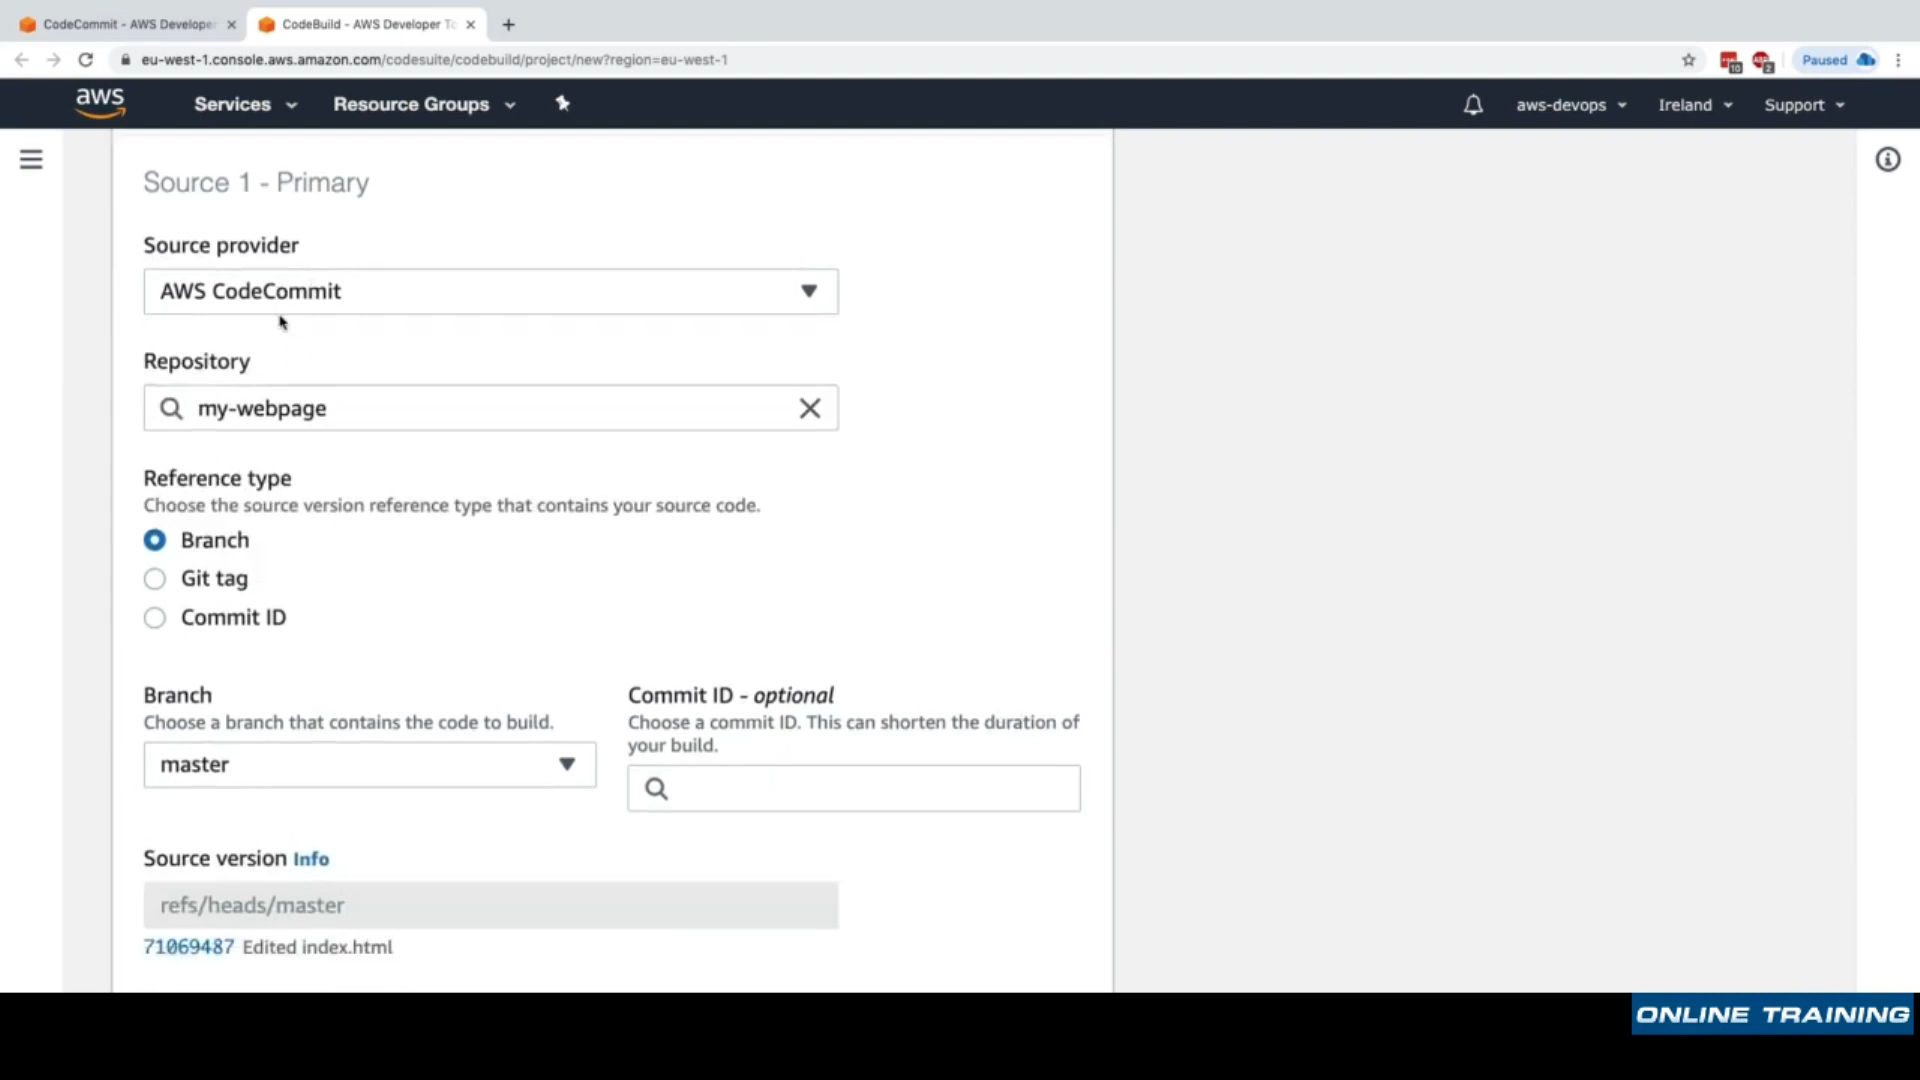 CodeCommit - AWS Developer
CodeBuild - AWS Developer To
eu-west-1.console.aws.amazon.com/codesuite/codebuild/project/new?region=eu-west-1
10
2
Paused
aws
Services
Resource Groups
aws-devops
Ireland
Support
Source 1 - Primary
Source provider
AWS CodeCommit
Repository
my-webpage
Reference type
Choose the source version reference type that contains your source code.
Branch
Git tag
Commit ID
Branch
Choose a branch that contains the code to build.
master
Commit ID - optional
Choose a commit ID. This can shorten the duration of
your build.
Source version Info
refs/heads/master
71069487 Edited index.html
ONLINE TRAINING